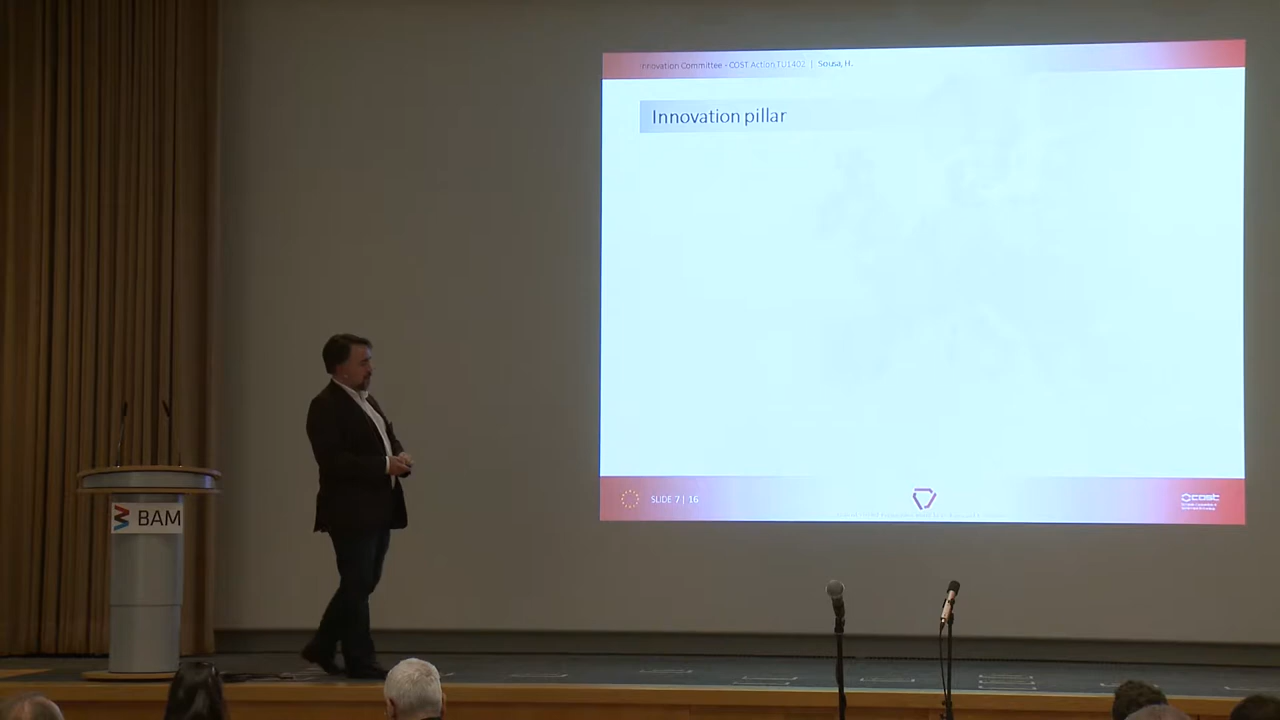 Innovation Committee - COST Action TU1402 | Sousa, H.
Innovation pillar
SLIDE 7 | 16
cost
BAM